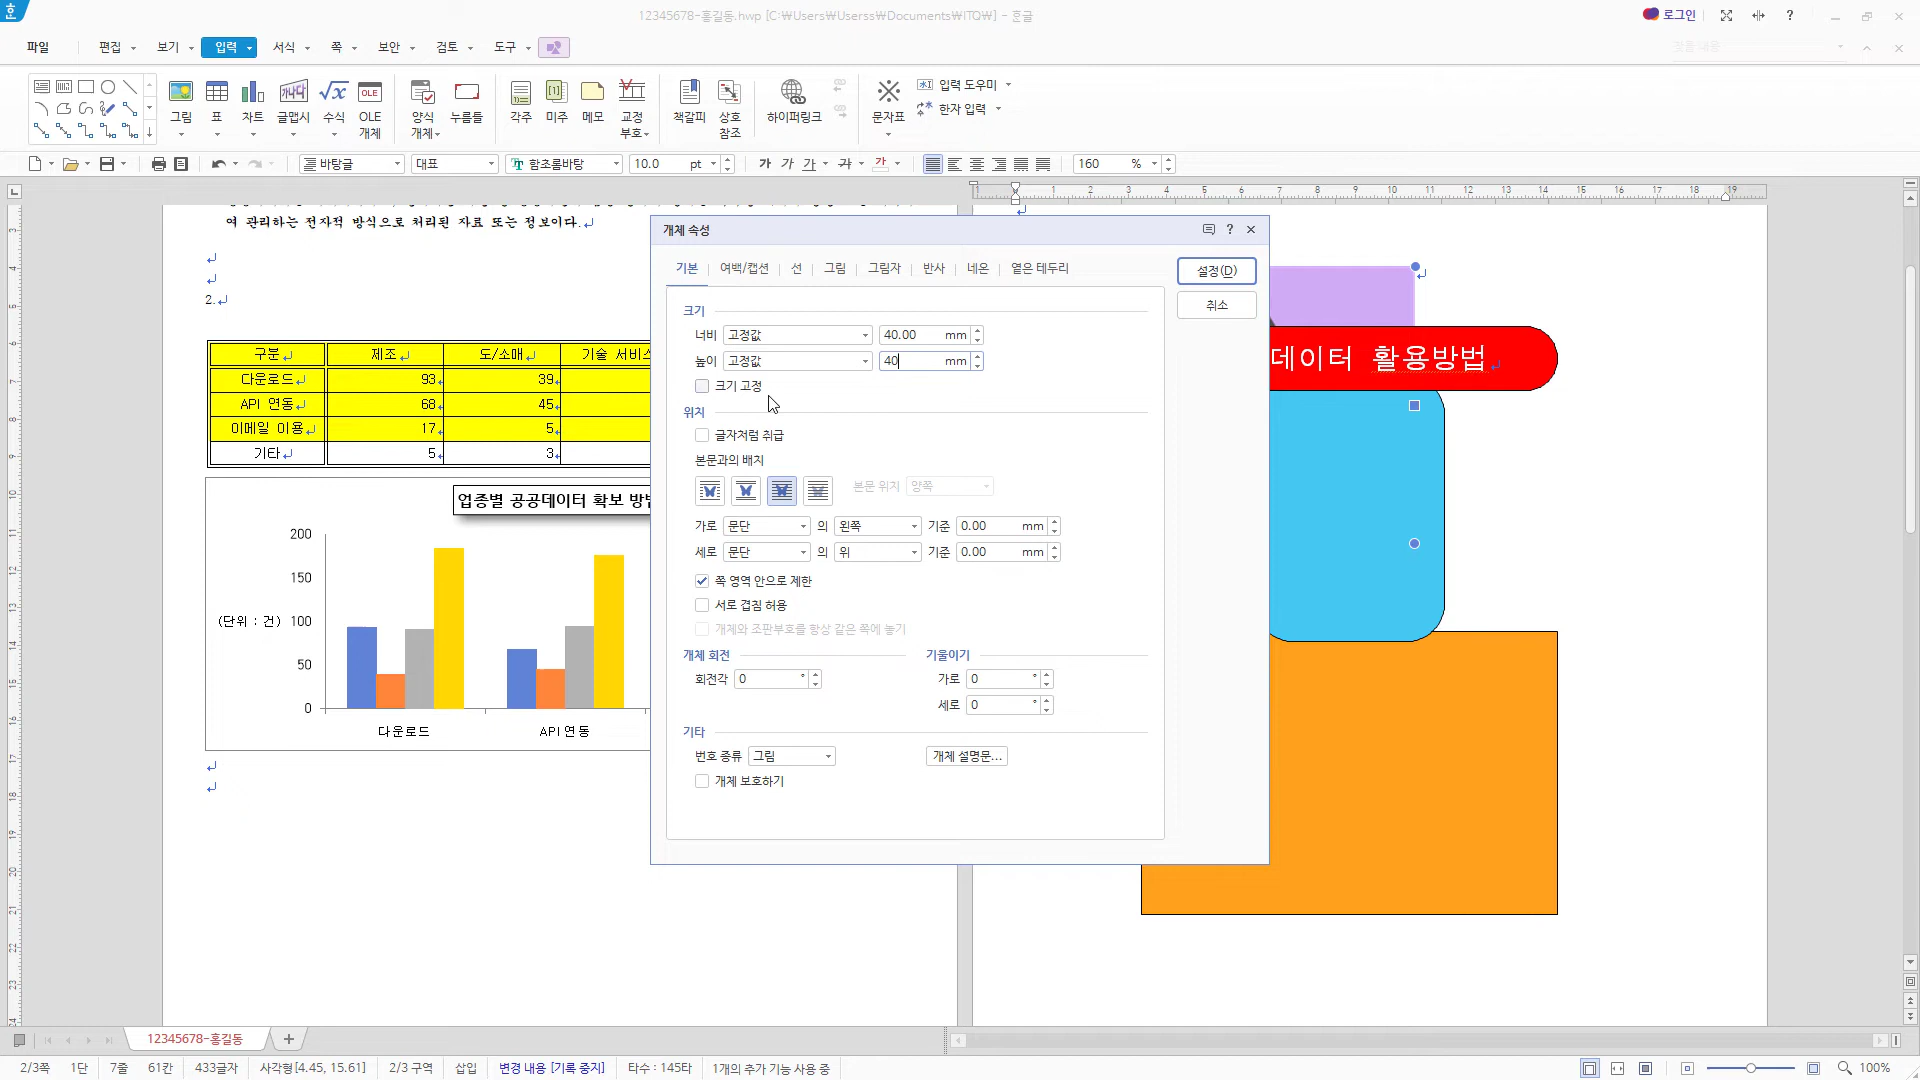 12345678-홍길동.hwp [C:₩Users₩Userss₩Documents₩ITQ₩] - 한글
로그인
파일 편집 보기 입력 서식 쪽 보안 검토 도구
그림 표 차트 글맵시 수식 OLE 개체 양식 개체 누름틀 각주 미주 메모 교정 부호 책갈피 상호 참조 하이퍼링크 문자표
입력 도우미
한자 입력
바탕글 대표 함초롬바탕 10.0 pt 가 가 가 가 가 160 %
여 관리하는 전자적 방식으로 처리된 자료 또는 정보이다.
2.
구분 제조 도/소매 기술 서비스
다운로드 93 39
API 연동 68 45
이메일 이용 17 5
기타 5 3
업종별 공공데이터 확보 방법
200
150
(단위 : 건) 100
50
0
다운로드 API 연동
개체 속성
기본 여백/캡션 선 그림 그림자 반사 네온 옅은 테두리
설정(D)
취소
크기
너비 고정값 40.00 mm
높이 고정값 40 mm
크기 고정
위치
글자처럼 취급
본문과의 배치
본문 위치 양쪽
가로 문단 의 왼쪽 기준 0.00 mm
세로 문단 의 위 기준 0.00 mm
쪽 영역 안으로 제한
서로 겹침 허용
개체와 조판부호를 항상 같은 쪽에 놓기
개체 회전 기울이기
회전각 0 ° 가로 0 °
세로 0 °
기타
번호 종류 그림 개체 설명문...
개체 보호하기
데이터 활용방법
12345678-홍길동
2/3쪽 1단 7줄 61칸 433글자 사각형[4.45, 15.61] 2/3 구역 삽입 변경 내용 [기록 중지] 타수 : 145타 1개의 추가 기능 사용 중 100%